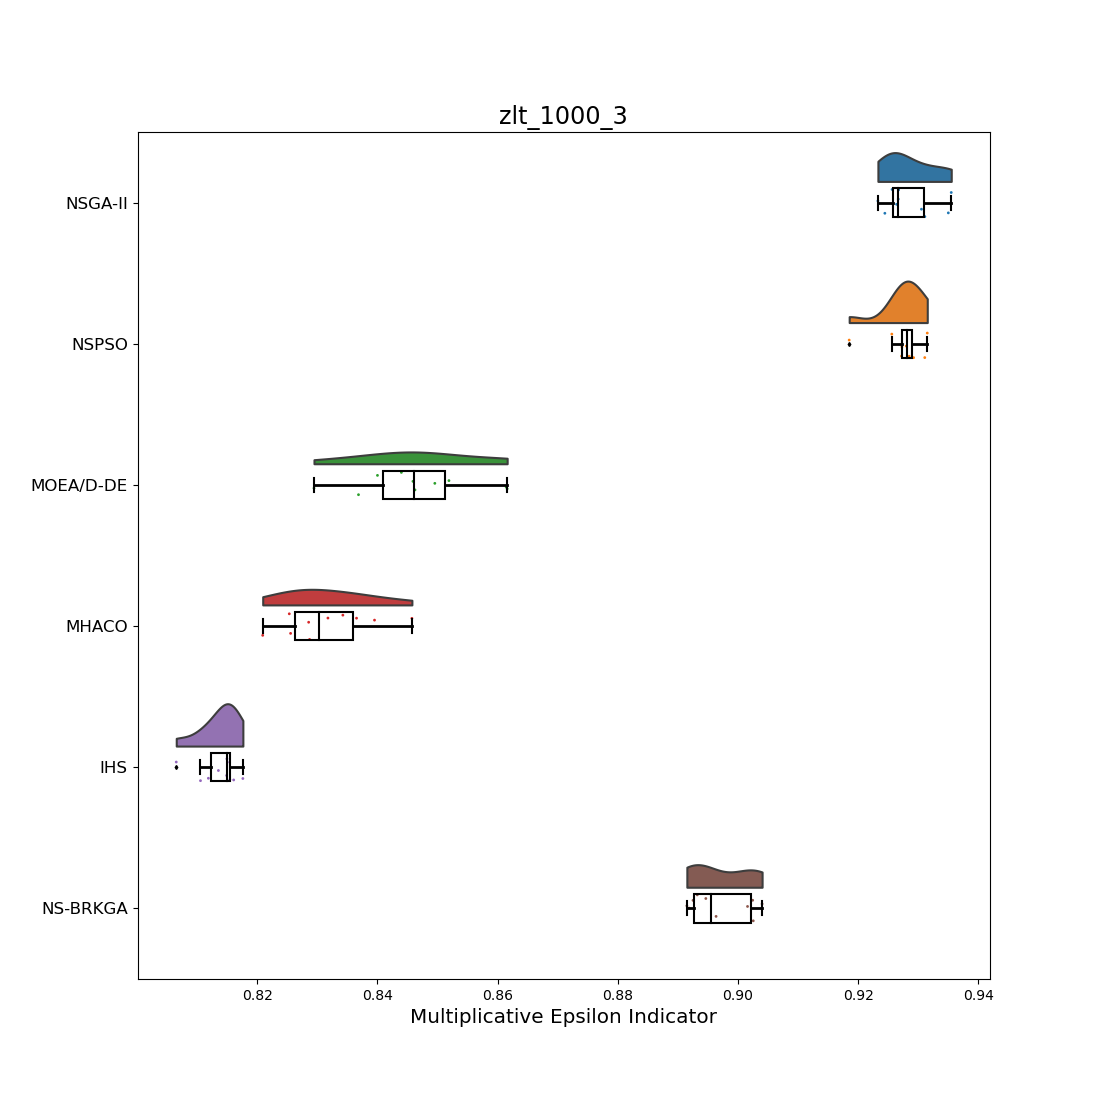 zlt_1000_3
NSGA-II
NSPSO
MOEA/D-DE
MHACO
IHS
NS-BRKGA
0.82 0.84 0.86 0.88 0.90 0.92 0.94
Multiplicative Epsilon Indicator